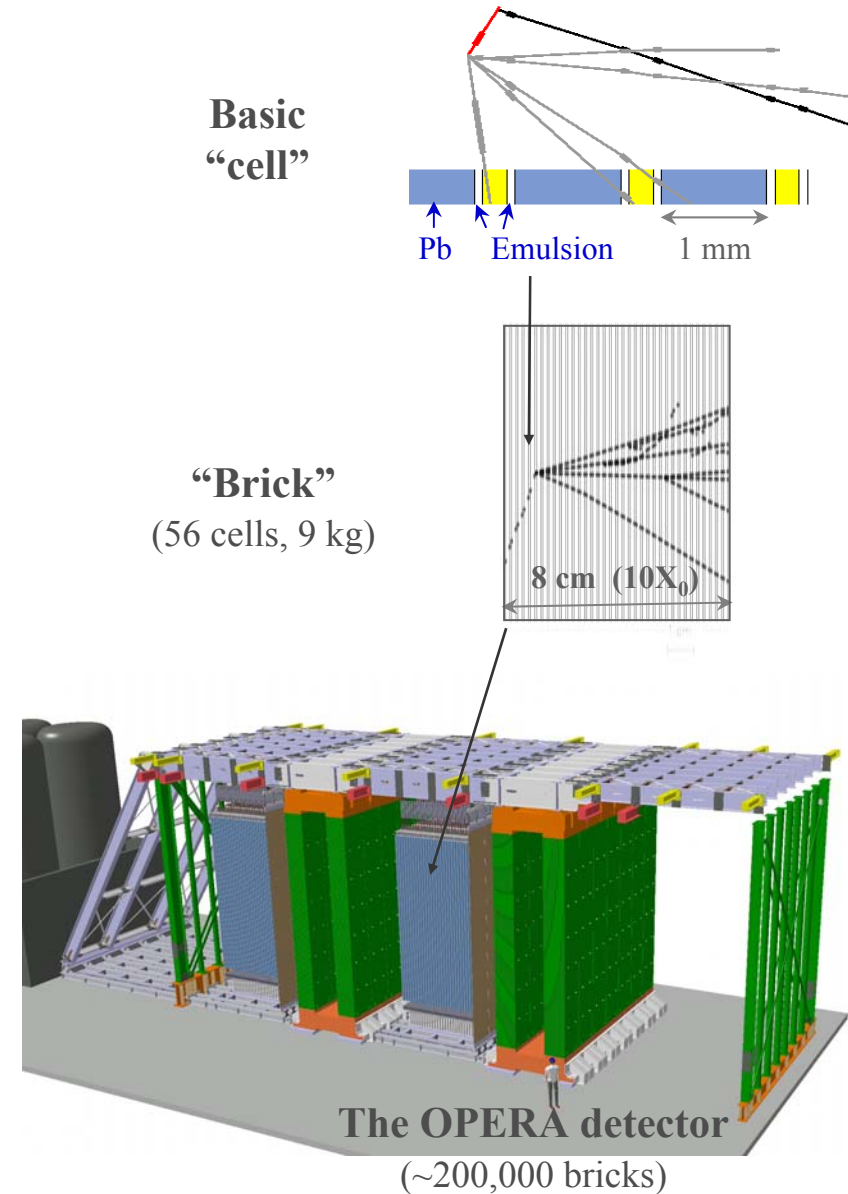 Basic
“cell”
Pb Emulsion 1 mm
“Brick”
(56 cells, 9 kg)
8 cm (10X₀)
The OPERA detector
(~200,000 bricks)